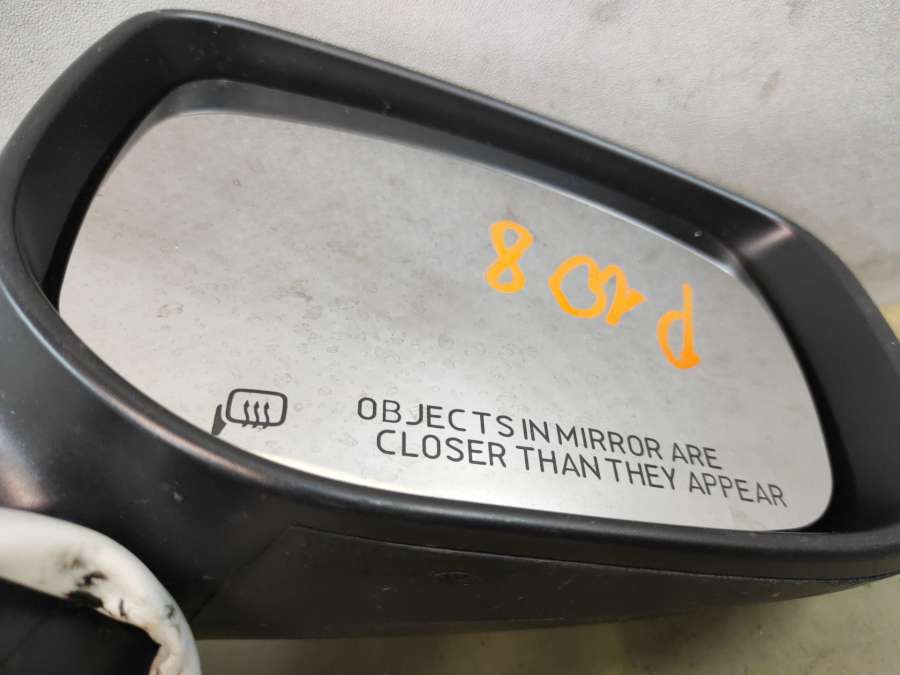 OBJECTS IN MIRROR ARE
CLOSER THAN THEY APPEAR